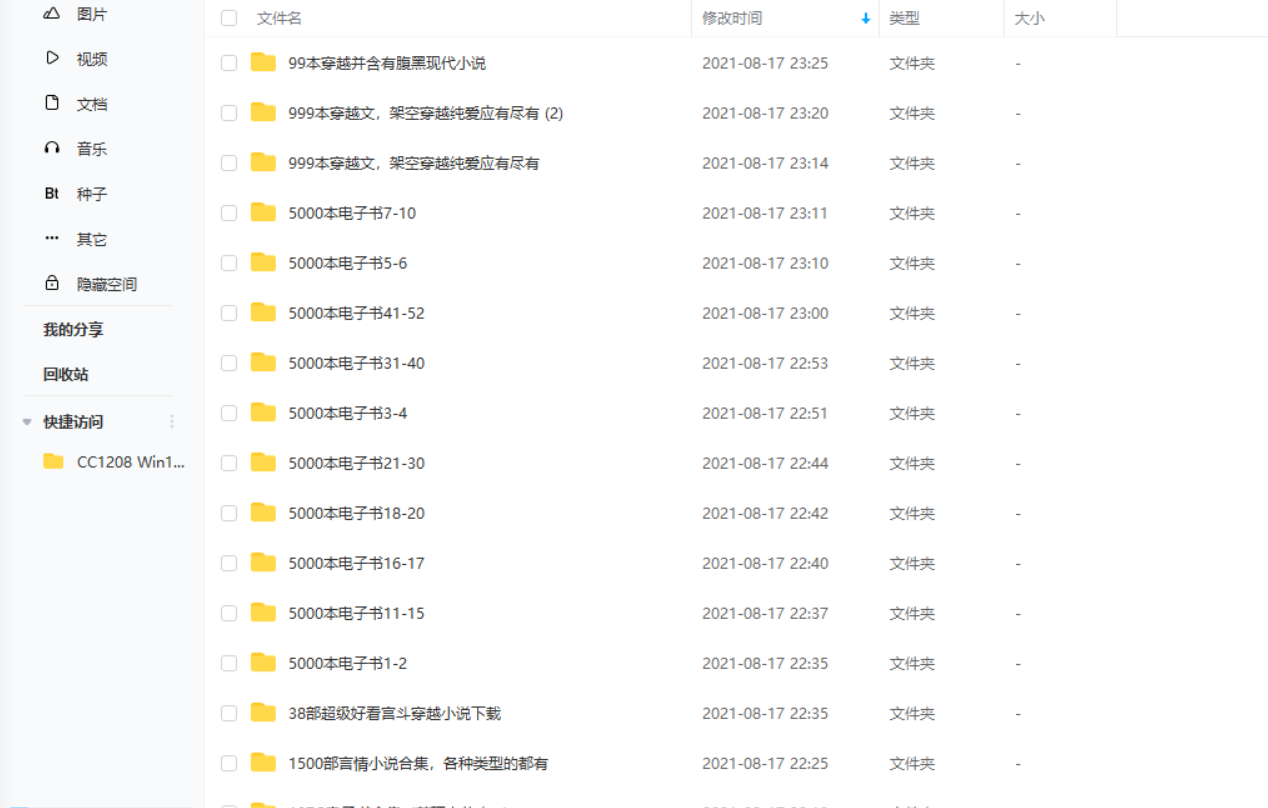 图片
视频
文档
音乐
Bt 种子
其它
隐藏空间
我的分享
回收站
快捷访问
CC1208 Win1...
文件名 修改时间 类型 大小
99本穿越并含有腹黑现代小说 2021-08-17 23:25 文件夹 -
999本穿越文，架空穿越纯爱应有尽有 (2) 2021-08-17 23:20 文件夹 -
999本穿越文，架空穿越纯爱应有尽有 2021-08-17 23:14 文件夹 -
5000本电子书7-10 2021-08-17 23:11 文件夹 -
5000本电子书5-6 2021-08-17 23:10 文件夹 -
5000本电子书41-52 2021-08-17 23:00 文件夹 -
5000本电子书31-40 2021-08-17 22:53 文件夹 -
5000本电子书3-4 2021-08-17 22:51 文件夹 -
5000本电子书21-30 2021-08-17 22:44 文件夹 -
5000本电子书18-20 2021-08-17 22:42 文件夹 -
5000本电子书16-17 2021-08-17 22:40 文件夹 -
5000本电子书11-15 2021-08-17 22:37 文件夹 -
5000本电子书1-2 2021-08-17 22:35 文件夹 -
38部超级好看宫斗穿越小说下载 2021-08-17 22:35 文件夹 -
1500部言情小说合集，各种类型的都有 2021-08-17 22:25 文件夹 -